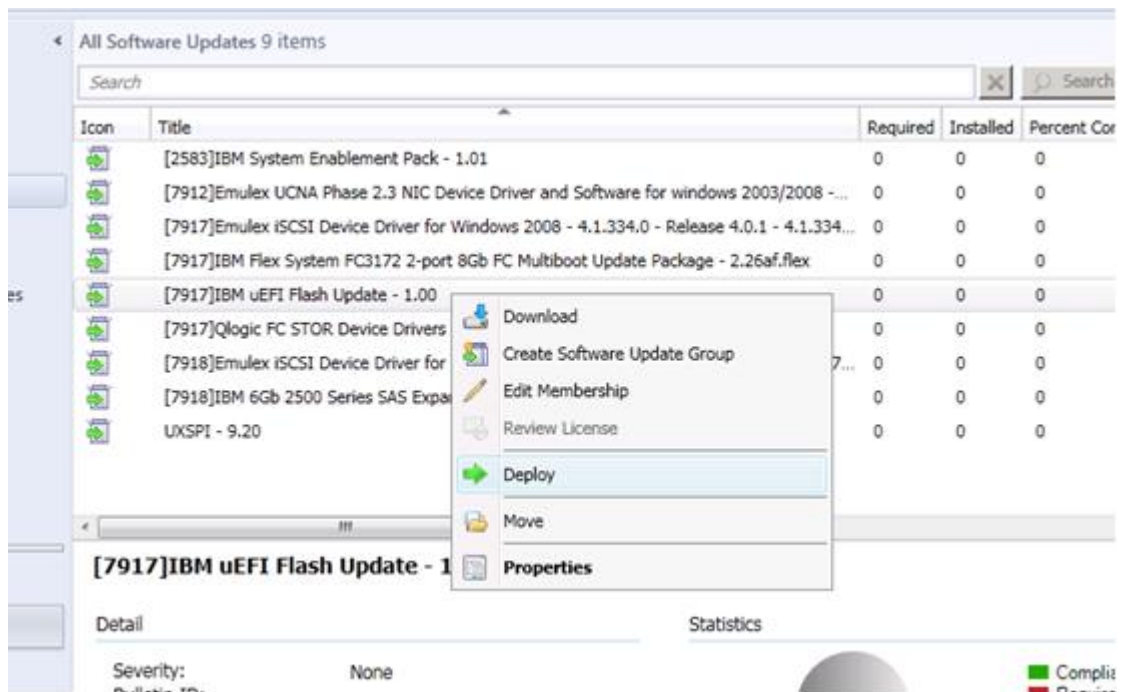 All Software Updates 9 items
Search
Search
Icon Title Required Installed Percent Cor
[2583]IBM System Enablement Pack - 1.01 0 0 0
[7912]Emulex UCNA Phase 2.3 NIC Device Driver and Software for windows 2003/2008 -... 0 0 0
[7917]Emulex iSCSI Device Driver for Windows 2008 - 4.1.334.0 - Release 4.0.1 - 4.1.334... 0 0 0
[7917]IBM Flex System FC3172 2-port 8Gb FC Multiboot Update Package - 2.26af.flex 0 0 0
es
[7917]IBM uEFI Flash Update - 1.00 0 0 0
[7917]Qlogic FC STOR Device Drivers 0 0 0
[7918]Emulex iSCSI Device Driver for 7... 0 0 0
[7918]IBM 6Gb 2500 Series SAS Expa 0 0 0
UXSPI - 9.20 0 0 0
Download
Create Software Update Group
Edit Membership
Review License
Deploy
Move
Properties
[7917]IBM uEFI Flash Update - 1
Detail
Statistics
Severity: None
Complia